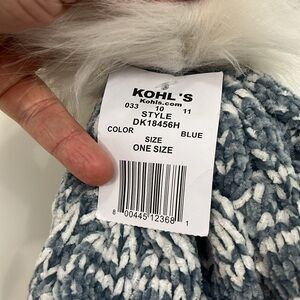 KOHL'S
Kohls.com
033 10 11
STYLE
DK18456H
COLOR BLUE
SIZE
ONE SIZE
8 00445 12368 1